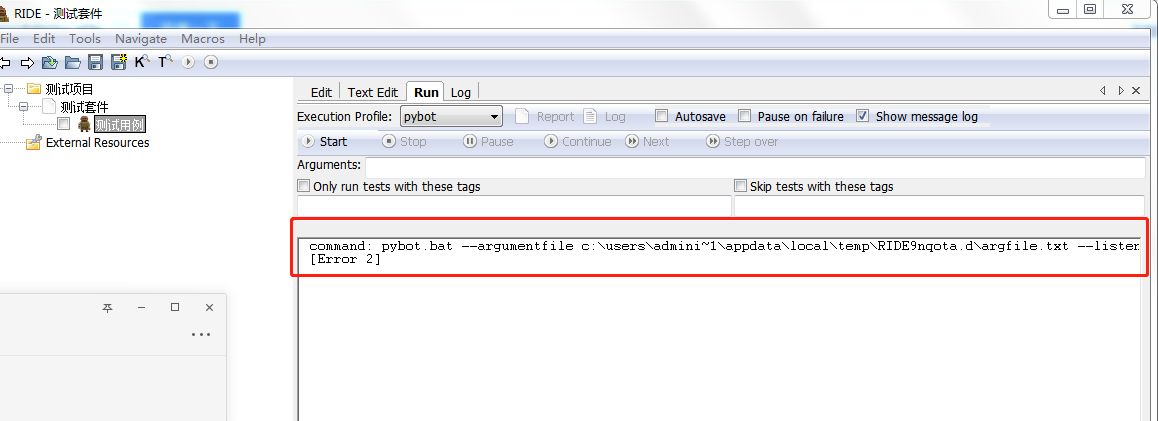 RIDE - 测试套件
File Edit Tools Navigate Macros Help
K T
测试项目
测试套件
测试用例
External Resources
Edit Text Edit Run Log
Execution Profile: pybot Report Log Autosave Pause on failure Show message log
Start Stop Pause Continue Next Step over
Arguments:
Only run tests with these tags Skip tests with these tags
command: pybot.bat --argumentfile c:\users\admini~1\appdata\local\temp\RIDE9nqota.d\argfile.txt --listen
[Error 2]